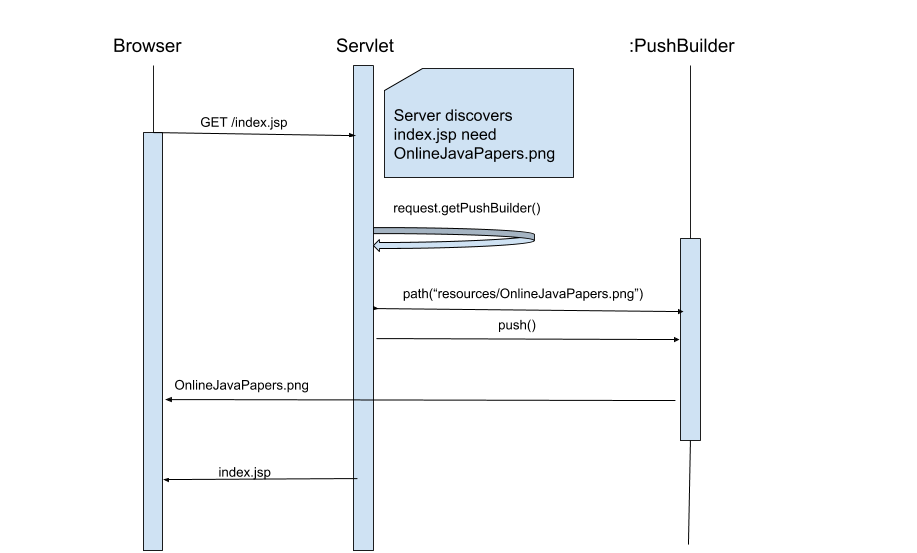 Browser
Servlet
:PushBuilder
GET /index.jsp
Server discovers
index.jsp need
OnlineJavaPapers.png
request.getPushBuilder()
path(“resources/OnlineJavaPapers.png”)
push()
OnlineJavaPapers.png
index.jsp